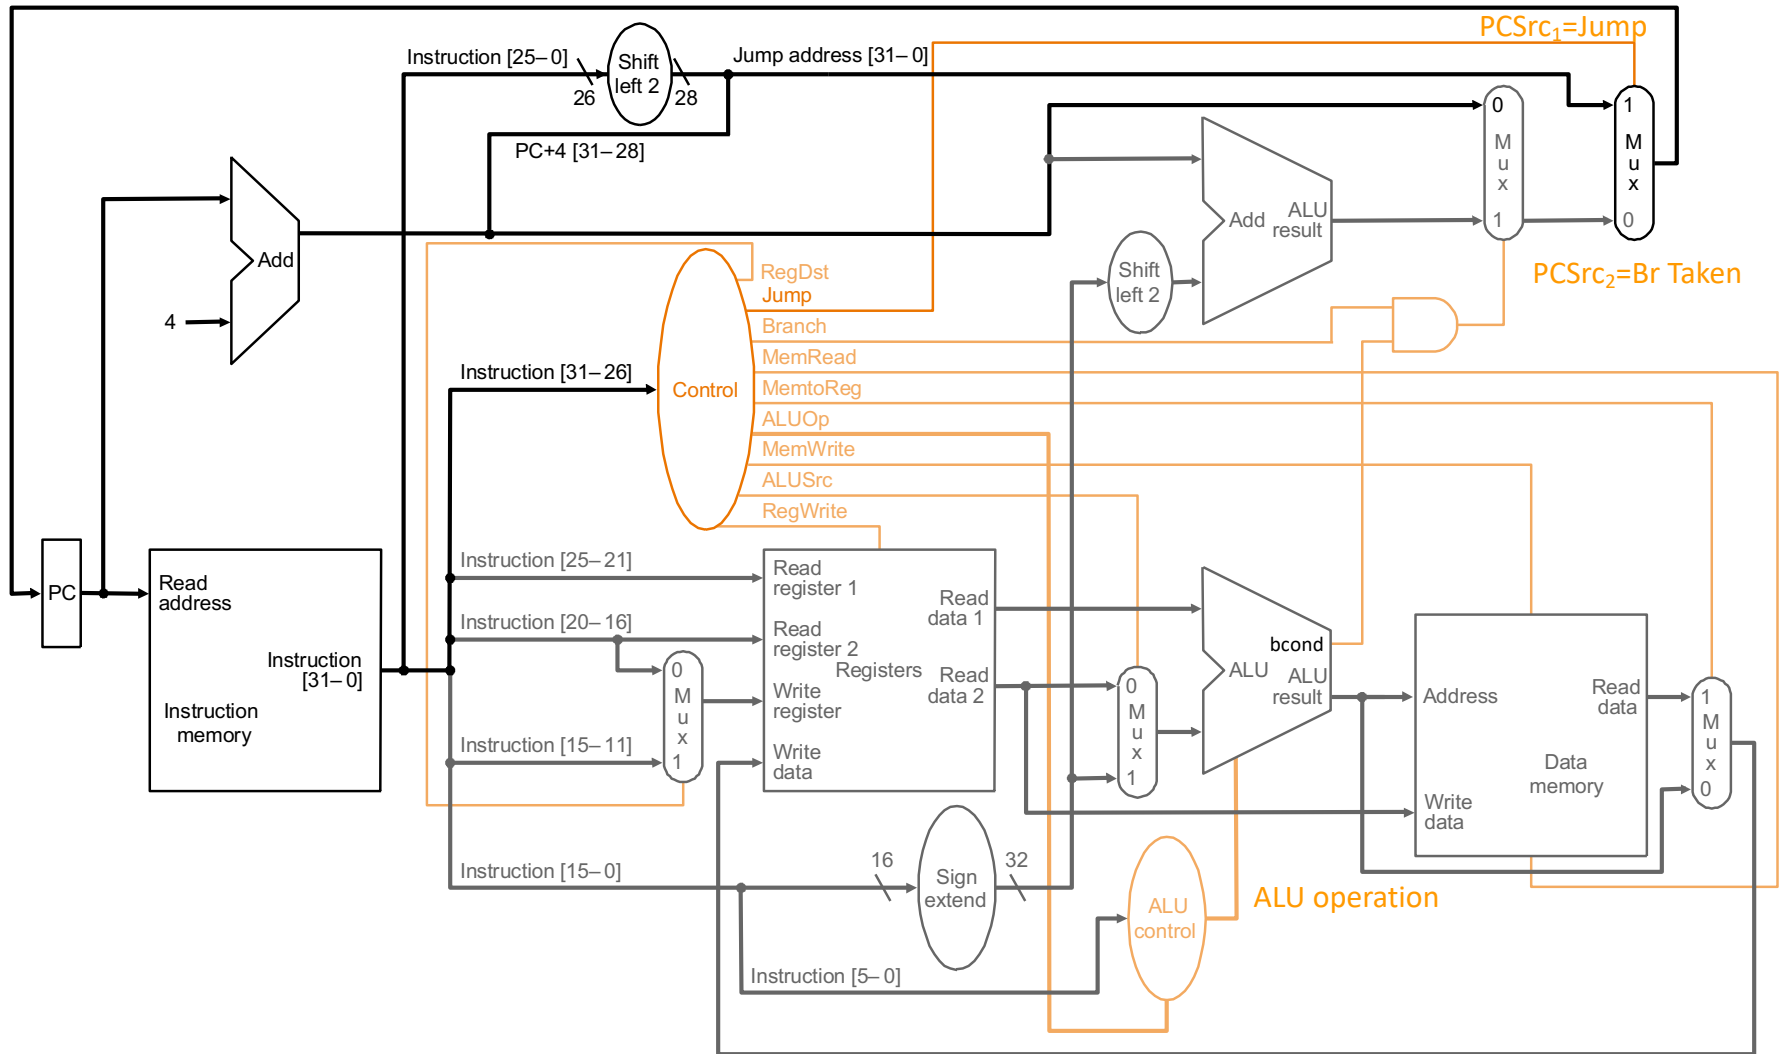 PCSrc1=Jump
Instruction [25–0]
Shift
left 2
Jump address [31–0]
26
28
PC+4 [31–28]
0
M
u
x
1
1
M
u
x
0
Add
ALU
result
Add
4
Shift
left 2
PCSrc2=Br Taken
RegDst
Jump
Branch
MemRead
MemtoReg
ALUOp
MemWrite
ALUSrc
RegWrite
Instruction [31–26]
Control
PC
Read
address
Instruction
[31–0]
Instruction
memory
Instruction [25–21]
Instruction [20–16]
Instruction [15–11]
Instruction [15–0]
0
M
u
x
1
Read
register 1
Read
register 2
Write
register
Write
data
Registers
Read
data 1
Read
data 2
0
M
u
x
1
bcond
ALU
ALU
result
Address
Write
data
Read
data
Data
memory
1
M
u
x
0
16
Sign
extend
32
ALU
control
ALU operation
Instruction [5–0]